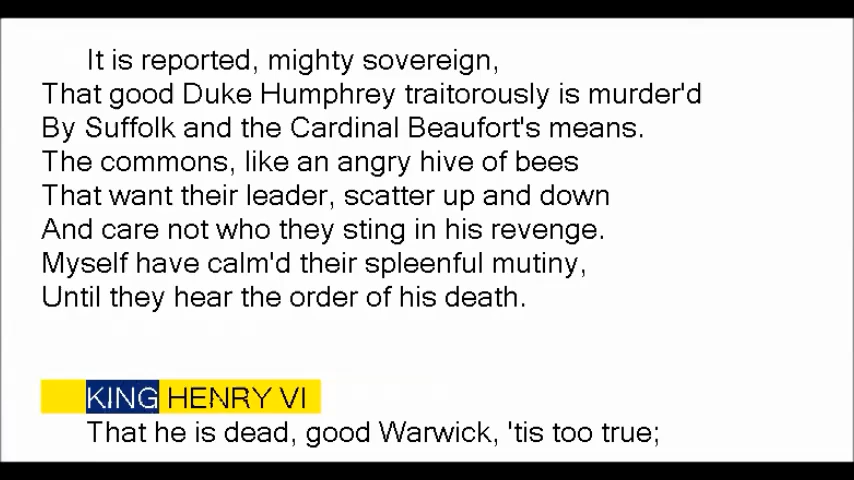 It is reported, mighty sovereign,
That good Duke Humphrey traitorously is murder'd
By Suffolk and the Cardinal Beaufort's means.
The commons, like an angry hive of bees
That want their leader, scatter up and down
And care not who they sting in his revenge.
Myself have calm'd their spleenful mutiny,
Until they hear the order of his death.
KING HENRY VI
That he is dead, good Warwick, 'tis too true;